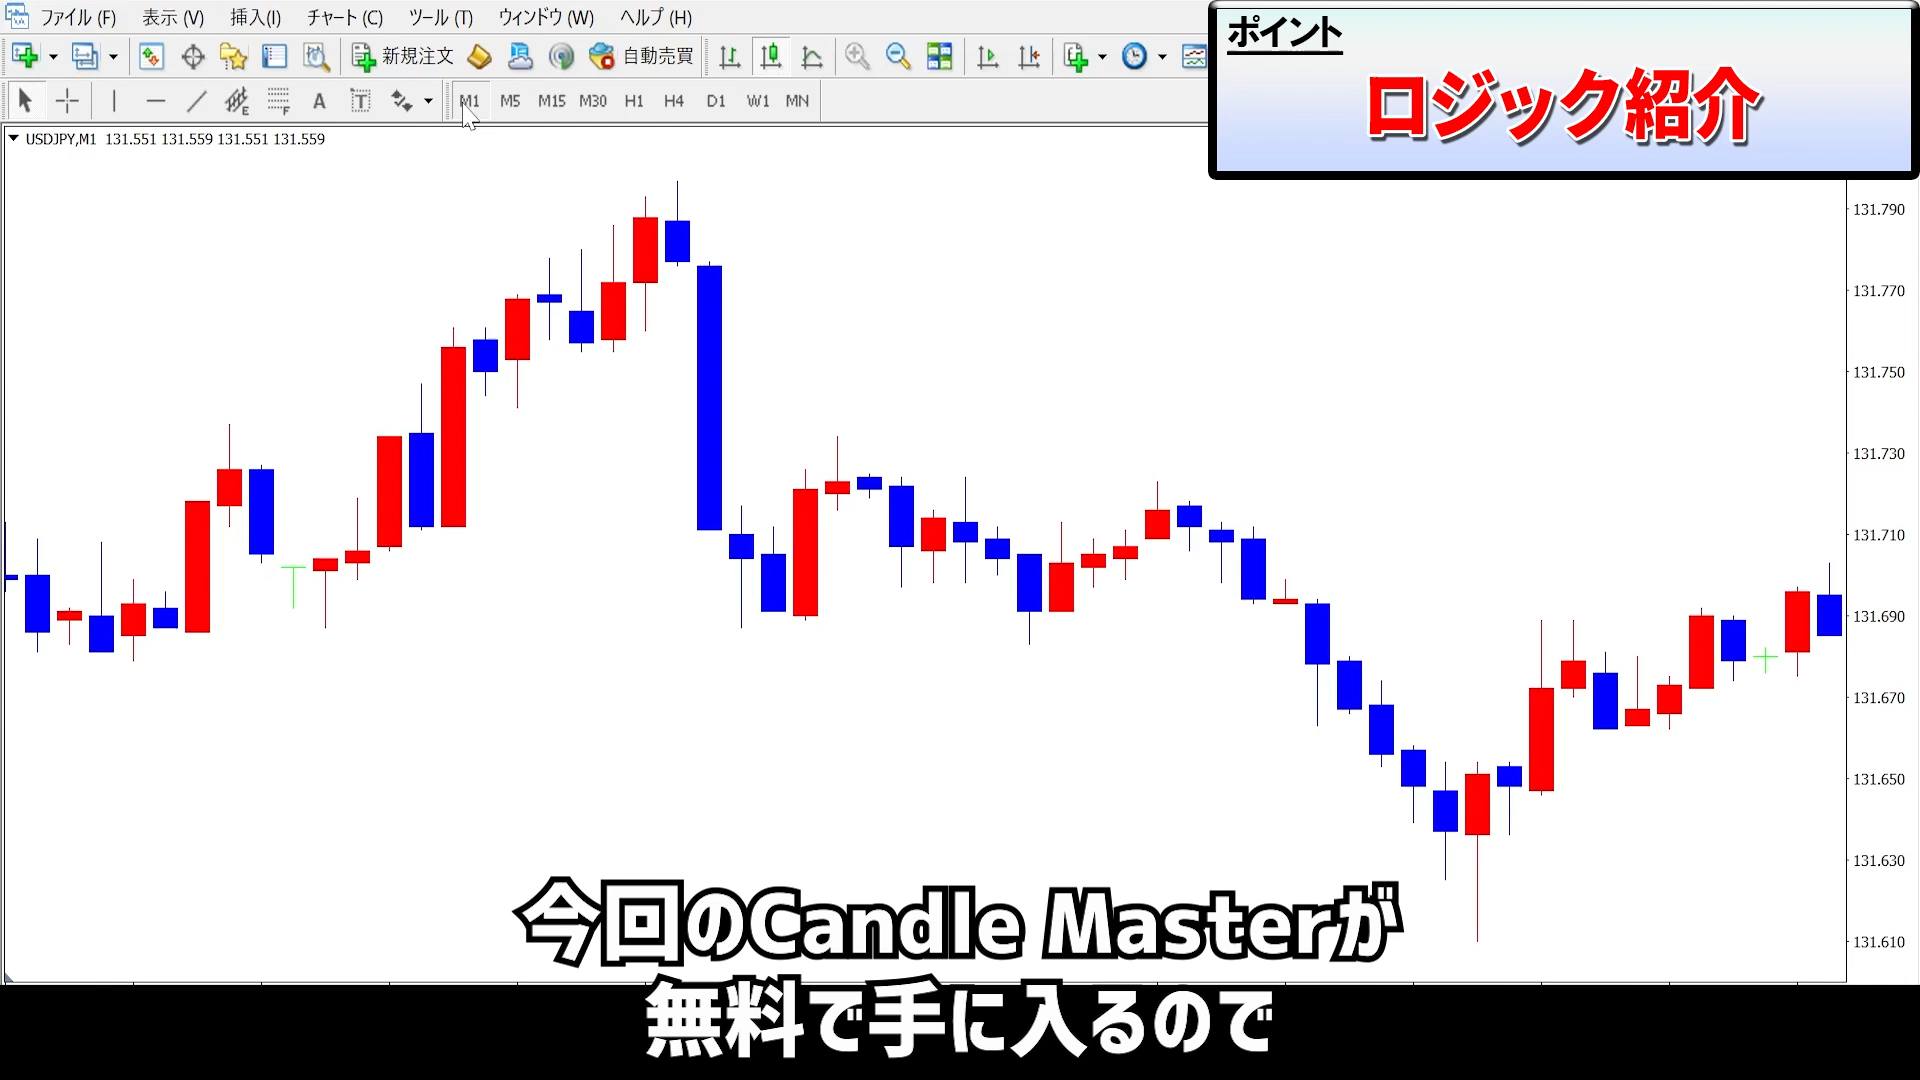 ファイル (F) 表示 (V) 挿入(I) チャート (C) ツール (T) ウィンドウ (W) ヘルプ (H)
新規注文 自動売買
A T E F
M1 M5 M15 M30 H1 H4 D1 W1 MN
ポイント
ロジック紹介
USDJPY,M1 131.551 131.559 131.551 131.559
131.790
131.770
131.750
131.730
131.710
131.690
131.670
131.650
131.630
131.610
今回のCandle Masterが
無料で手に入るので